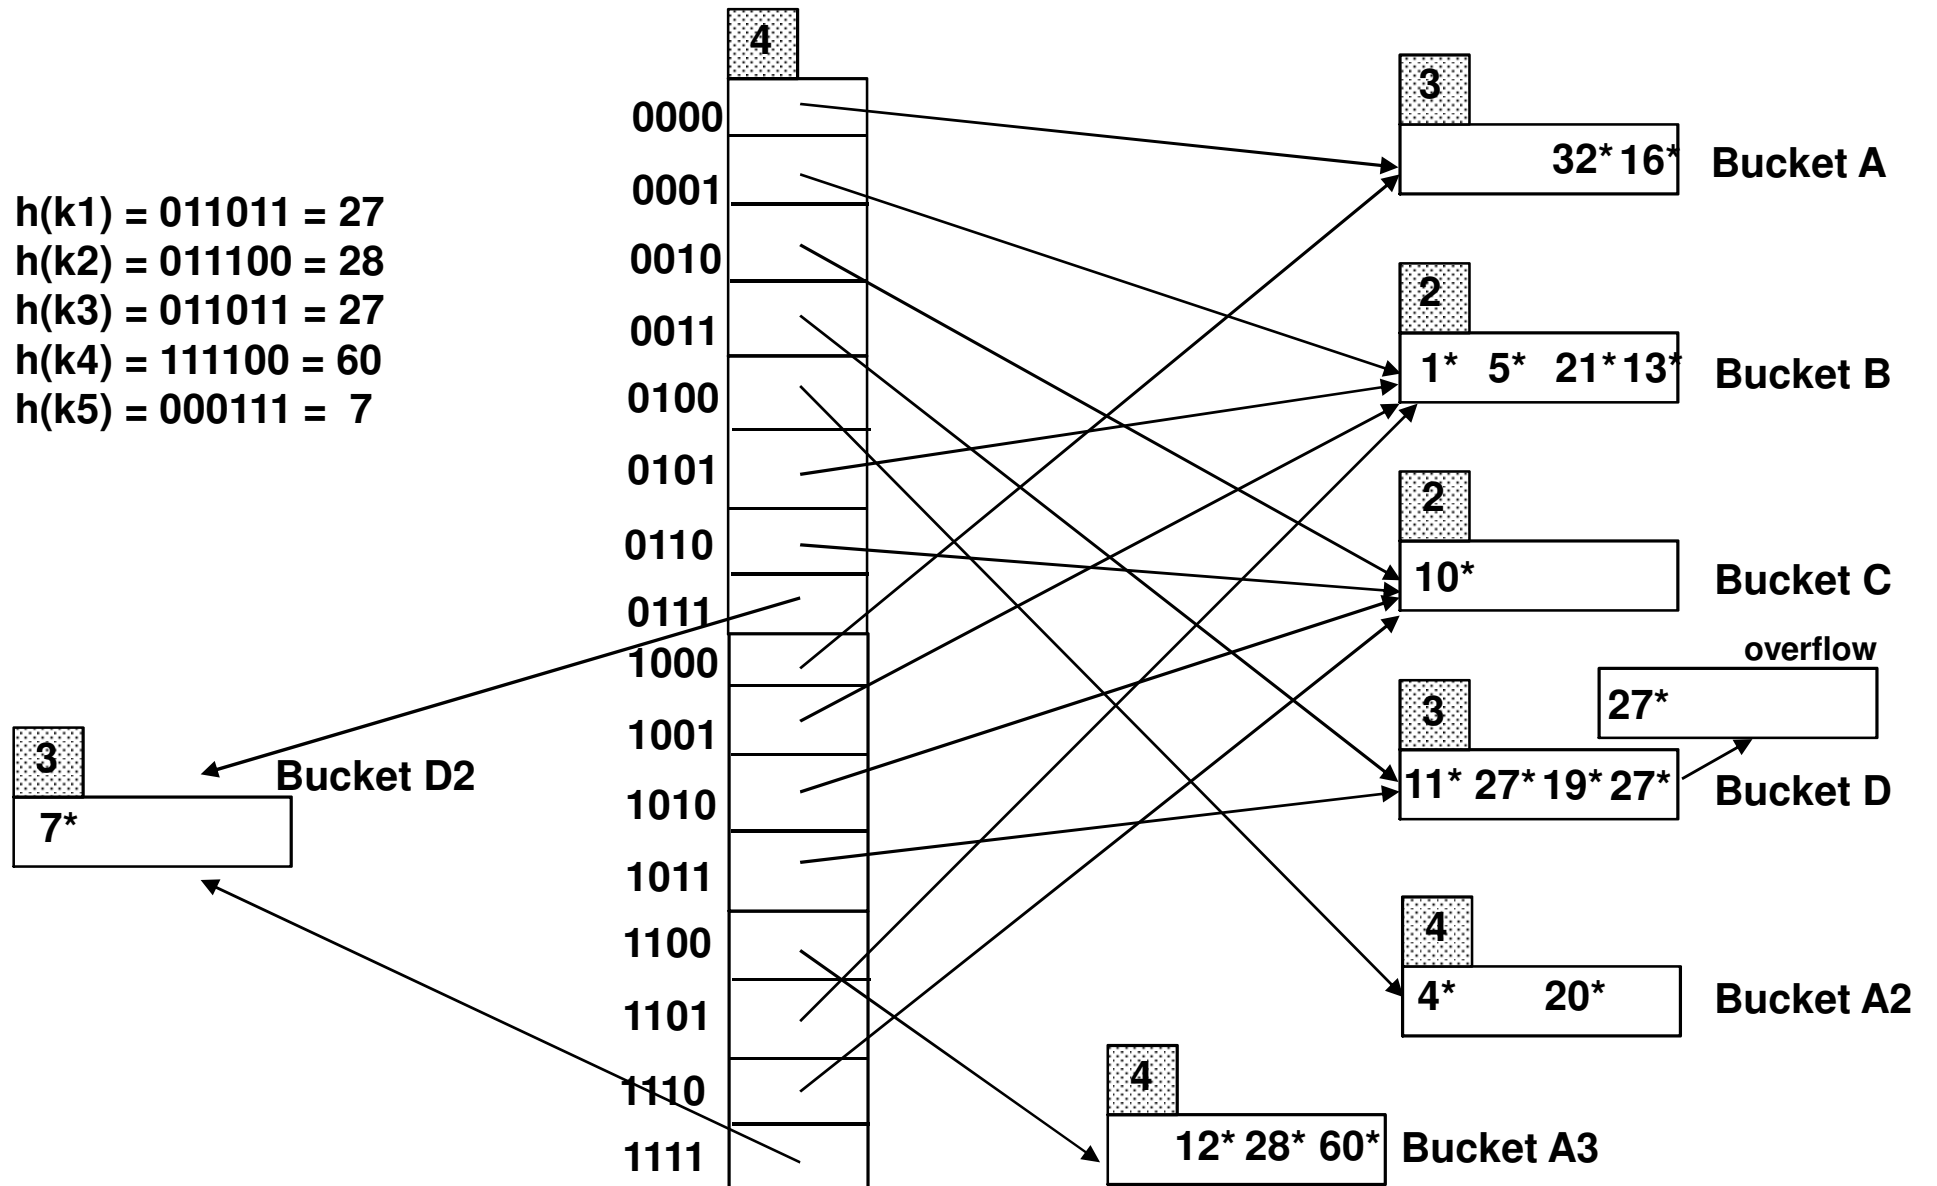 4
3
0000
32* 16* Bucket A
0001
h(k1) = 011011 = 27
h(k2) = 011100 = 28
h(k3) = 011011 = 27
h(k4) = 111100 = 60
h(k5) = 000111 = 7
0010
2
0011
1* 5* 21* 13* Bucket B
0100
0101
2
0110
10* Bucket C
0111
overflow
1000
27*
3
1001
3
Bucket D2
11* 27* 19* 27* Bucket D
1010
7*
1011
4
1100
4* 20* Bucket A2
1101
4
1110
12* 28* 60* Bucket A3
1111